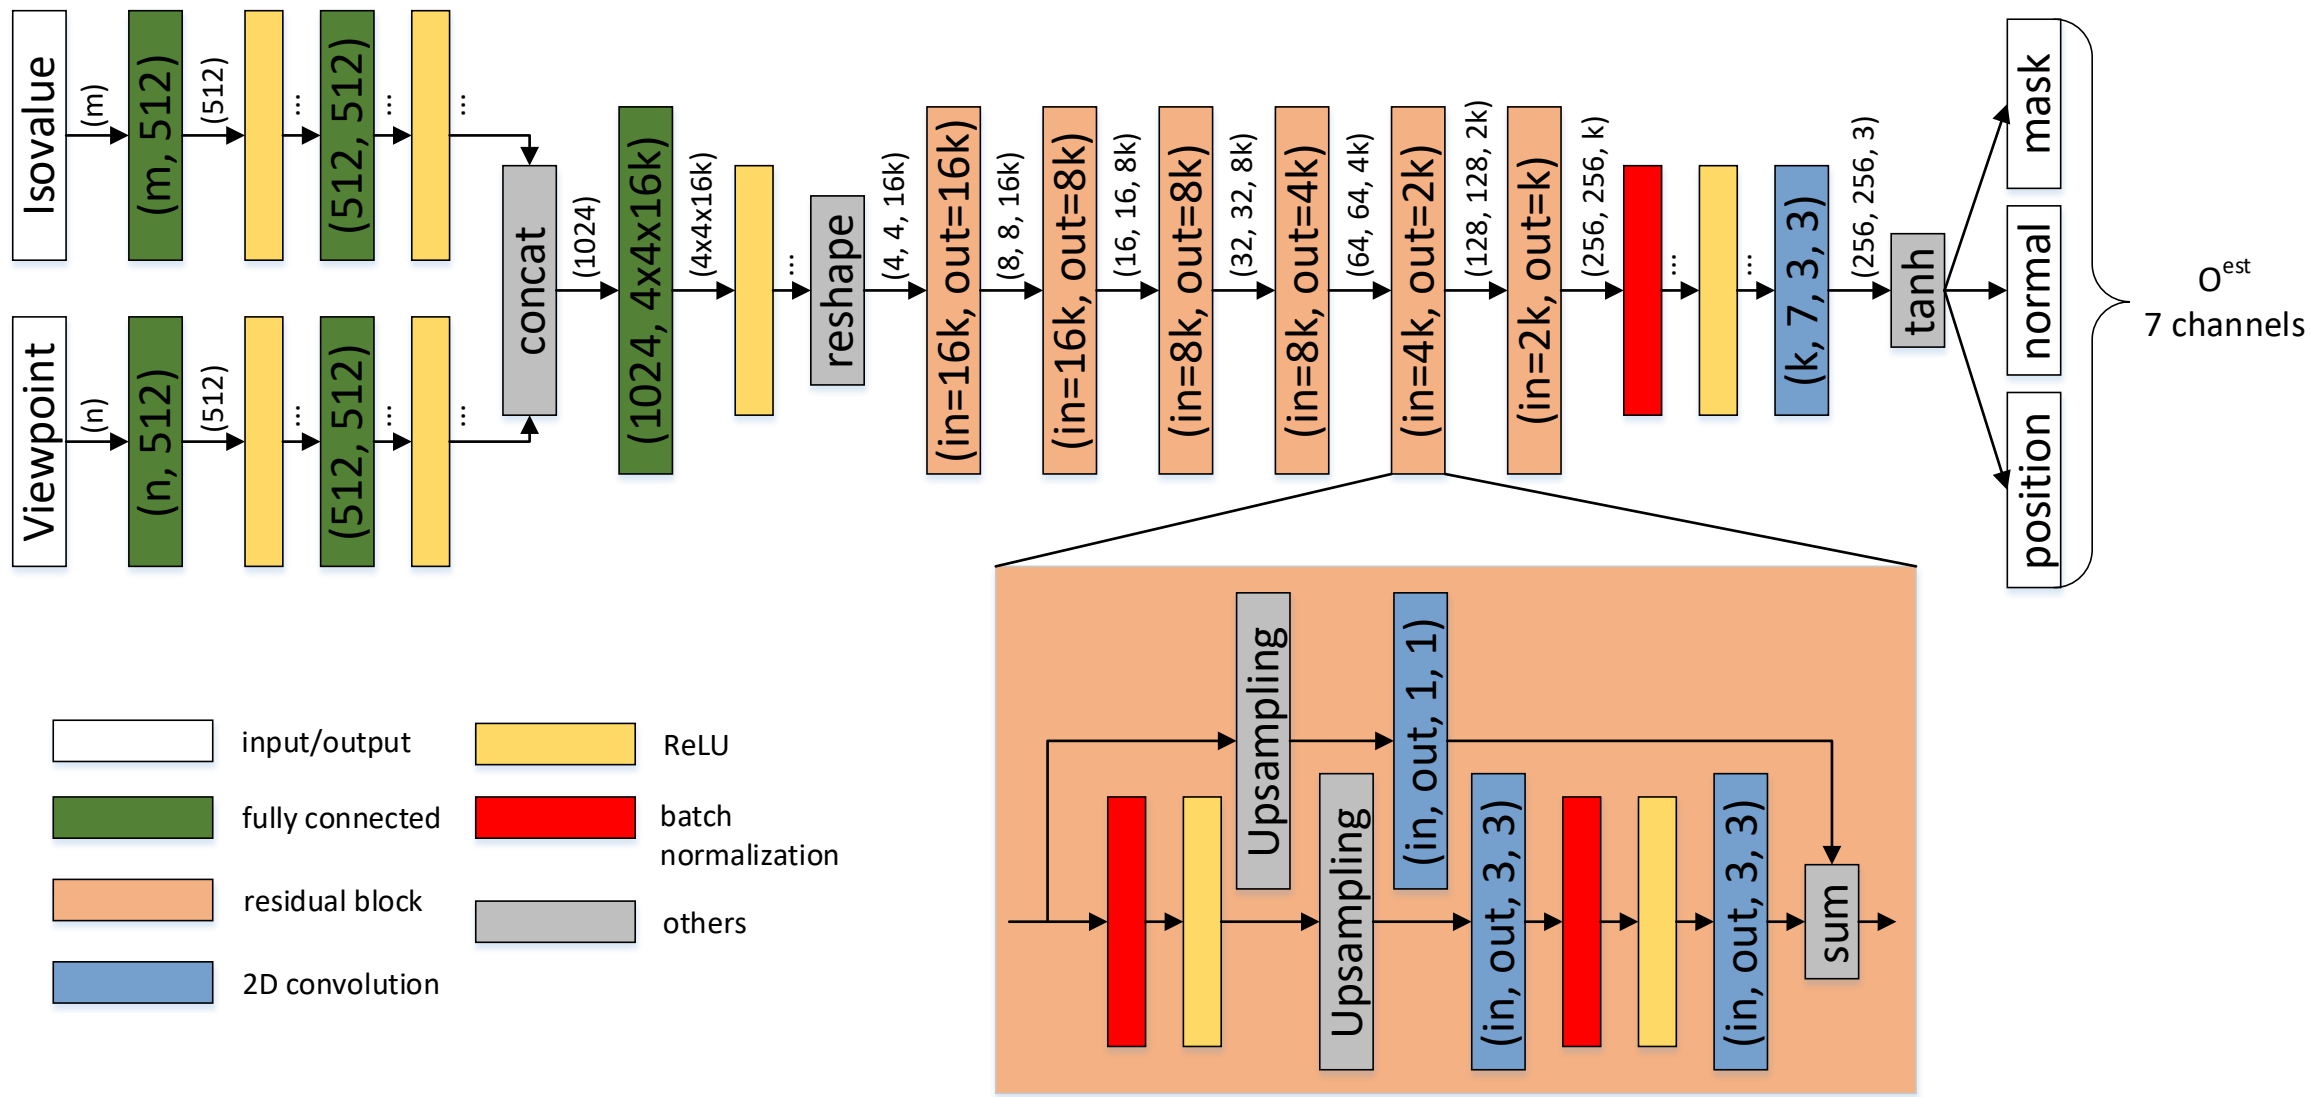 Isovalue
(m)
(m, 512)
(512)
...
(512, 512)
...
...
Viewpoint
(n)
(n, 512)
(512)
...
(512, 512)
...
...
concat
(1024)
(1024, 4x4x16k)
(4x4x16k)
...
reshape
(4, 4, 16k)
(in=16k, out=16k)
(8, 8, 16k)
(in=16k, out=8k)
(16, 16, 8k)
(in=8k, out=8k)
(32, 32, 8k)
(in=8k, out=4k)
(64, 64, 4k)
(in=4k, out=2k)
(128, 128, 2k)
(in=2k, out=k)
(256, 256, k)
...
...
(k, 7, 3, 3)
(256, 256, 3)
tanh
mask
normal
position
O^est
7 channels
Upsampling
(in, out, 1, 1)
Upsampling
(in, out, 3, 3)
(in, out, 3, 3)
sum
input/output
fully connected
residual block
2D convolution
ReLU
batch
normalization
others